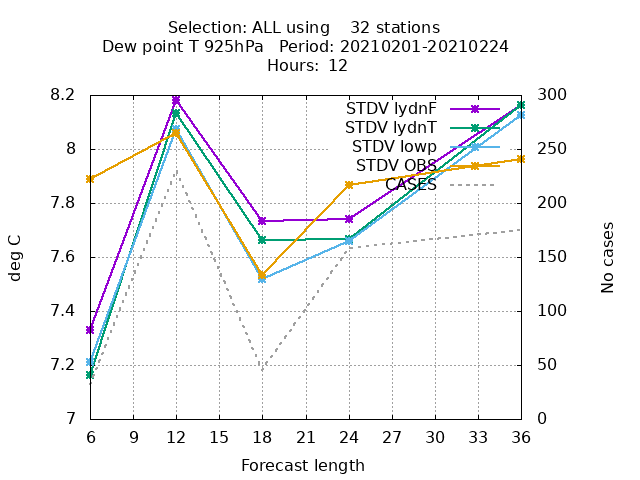 Selection: ALL using    32 stations
Dew point T 925hPa   Period: 20210201-20210224
Hours: 12
8.2
8
7.8
7.6
7.4
7.2
7
deg C
STDV lydnF
STDV lydnT
STDV lowp
STDV OBS
CASES
300
250
200
150
100
50
0
No cases
6 9 12 15 18 21 24 27 30 33 36
Forecast length